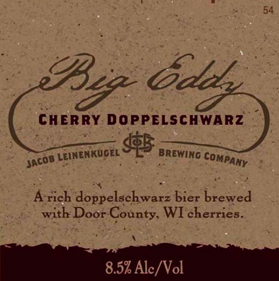 54
Big Eddy
CHERRY DOPPELSCHWARZ
JACOB LEINENKUGEL BREWING COMPANY
A rich doppelschwarz bier brewed
with Door County, WI cherries.
8.5% Alc/Vol